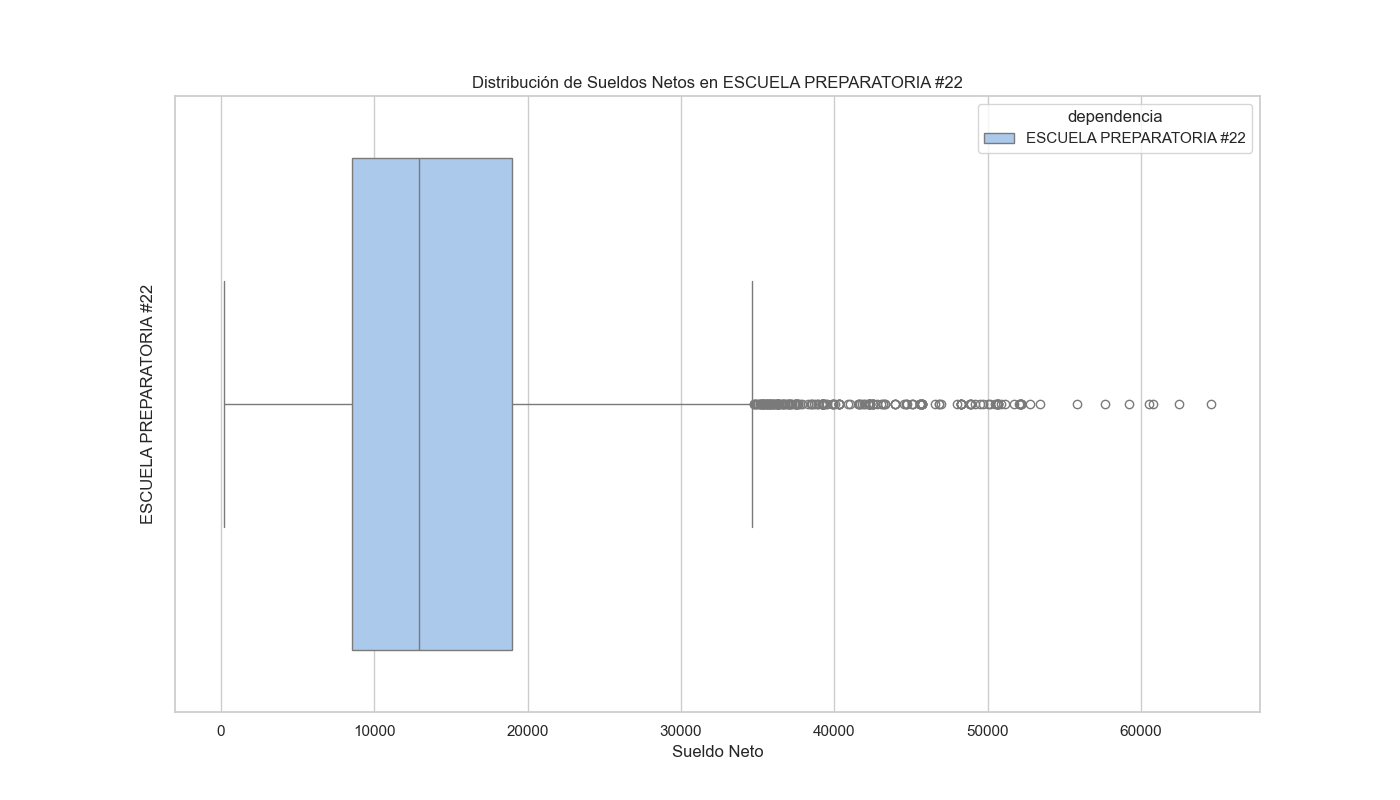 Distribución de Sueldos Netos en ESCUELA PREPARATORIA #22
dependencia
ESCUELA PREPARATORIA #22
ESCUELA PREPARATORIA #22
0 10000 20000 30000 40000 50000 60000
Sueldo Neto